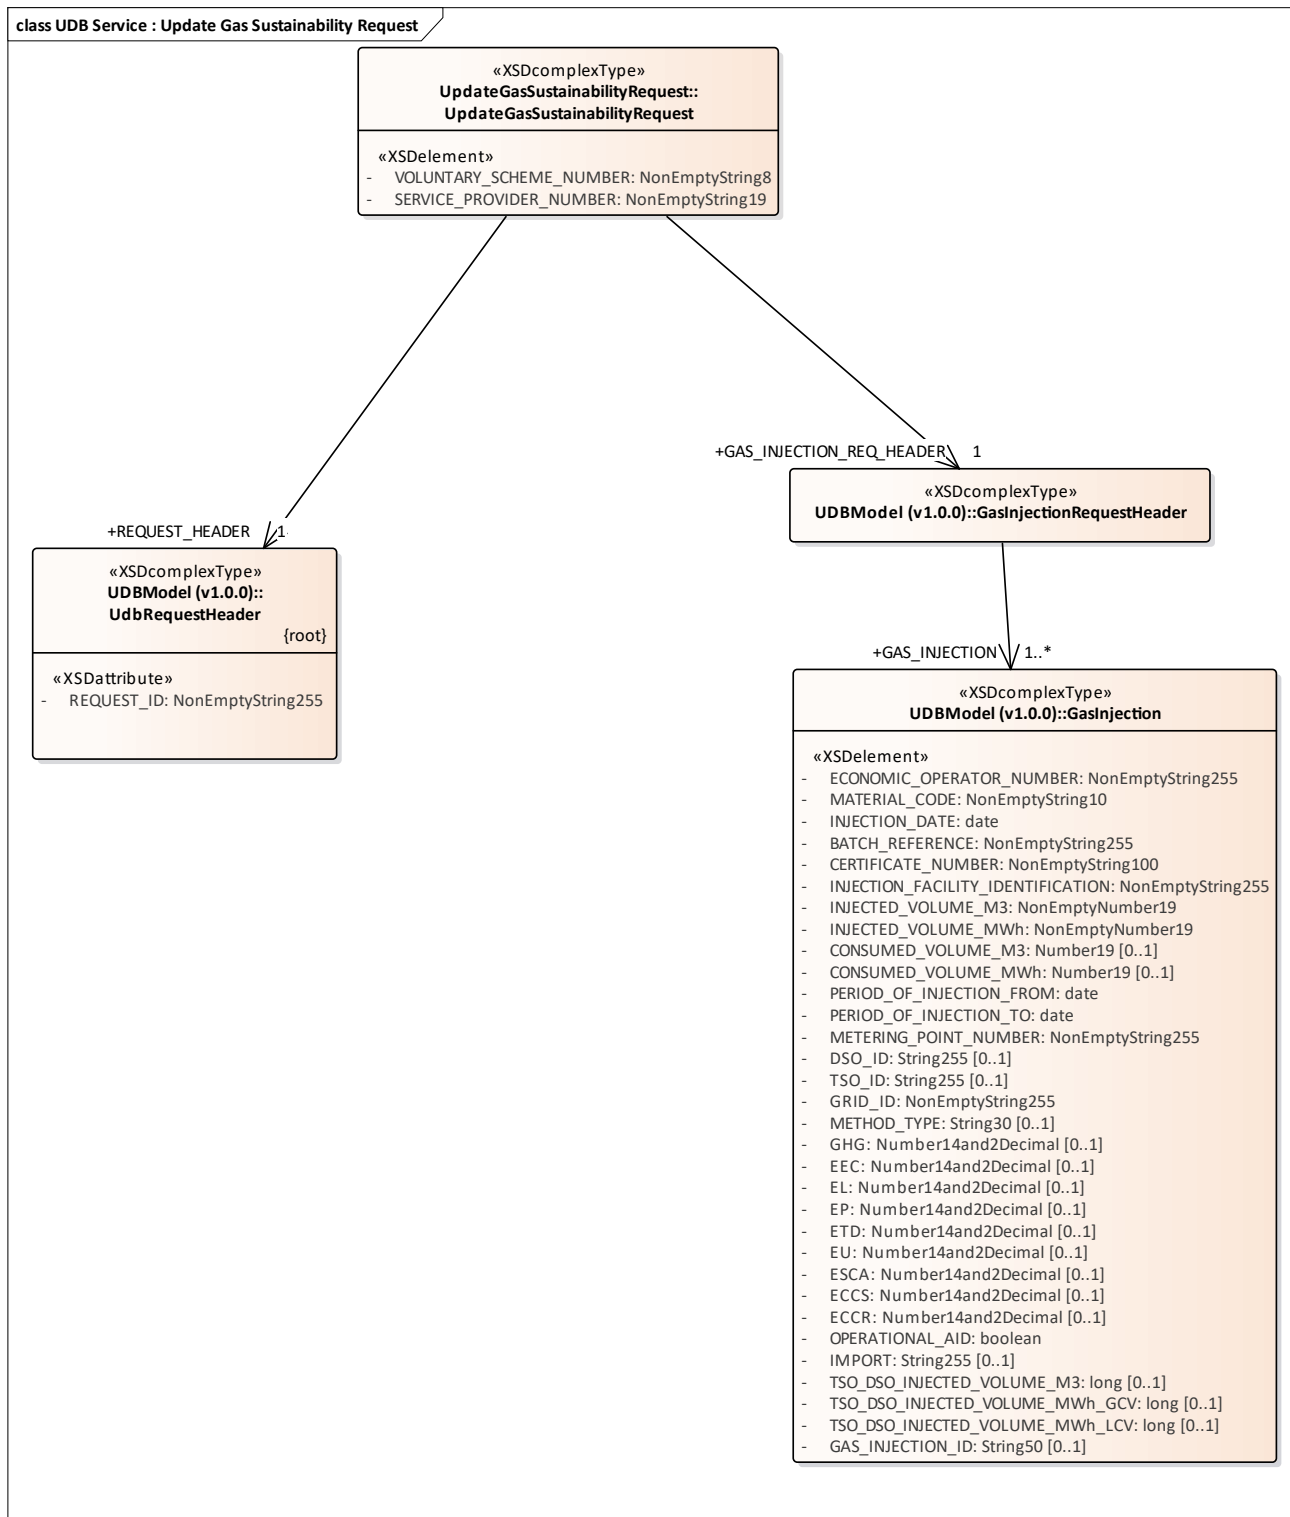 class UDB Service : Update Gas Sustainability Request
«XSDcomplexType»
UpdateGasSustainabilityRequest::
UpdateGasSustainabilityRequest
«XSDelement»
- VOLUNTARY_SCHEME_NUMBER: NonEmptyString8
- SERVICE_PROVIDER_NUMBER: NonEmptyString19
+GAS_INJECTION_REQ_HEADER 1
«XSDcomplexType»
UDBModel (v1.0.0)::GasInjectionRequestHeader
+REQUEST_HEADER 1
«XSDcomplexType»
UDBModel (v1.0.0)::
UdbRequestHeader
{root}
«XSDattribute»
- REQUEST_ID: NonEmptyString255
+GAS_INJECTION 1..*
«XSDcomplexType»
UDBModel (v1.0.0)::GasInjection
«XSDelement»
- ECONOMIC_OPERATOR_NUMBER: NonEmptyString255
- MATERIAL_CODE: NonEmptyString10
- INJECTION_DATE: date
- BATCH_REFERENCE: NonEmptyString255
- CERTIFICATE_NUMBER: NonEmptyString100
- INJECTION_FACILITY_IDENTIFICATION: NonEmptyString255
- INJECTED_VOLUME_M3: NonEmptyNumber19
- INJECTED_VOLUME_MWh: NonEmptyNumber19
- CONSUMED_VOLUME_M3: Number19 [0..1]
- CONSUMED_VOLUME_MWh: Number19 [0..1]
- PERIOD_OF_INJECTION_FROM: date
- PERIOD_OF_INJECTION_TO: date
- METERING_POINT_NUMBER: NonEmptyString255
- DSO_ID: String255 [0..1]
- TSO_ID: String255 [0..1]
- GRID_ID: NonEmptyString255
- METHOD_TYPE: String30 [0..1]
- GHG: Number14and2Decimal [0..1]
- EEC: Number14and2Decimal [0..1]
- EL: Number14and2Decimal [0..1]
- EP: Number14and2Decimal [0..1]
- ETD: Number14and2Decimal [0..1]
- EU: Number14and2Decimal [0..1]
- ESCA: Number14and2Decimal [0..1]
- ECCS: Number14and2Decimal [0..1]
- ECCR: Number14and2Decimal [0..1]
- OPERATIONAL_AID: boolean
- IMPORT: String255 [0..1]
- TSO_DSO_INJECTED_VOLUME_M3: long [0..1]
- TSO_DSO_INJECTED_VOLUME_MWh_GCV: long [0..1]
- TSO_DSO_INJECTED_VOLUME_MWh_LCV: long [0..1]
- GAS_INJECTION_ID: String50 [0..1]